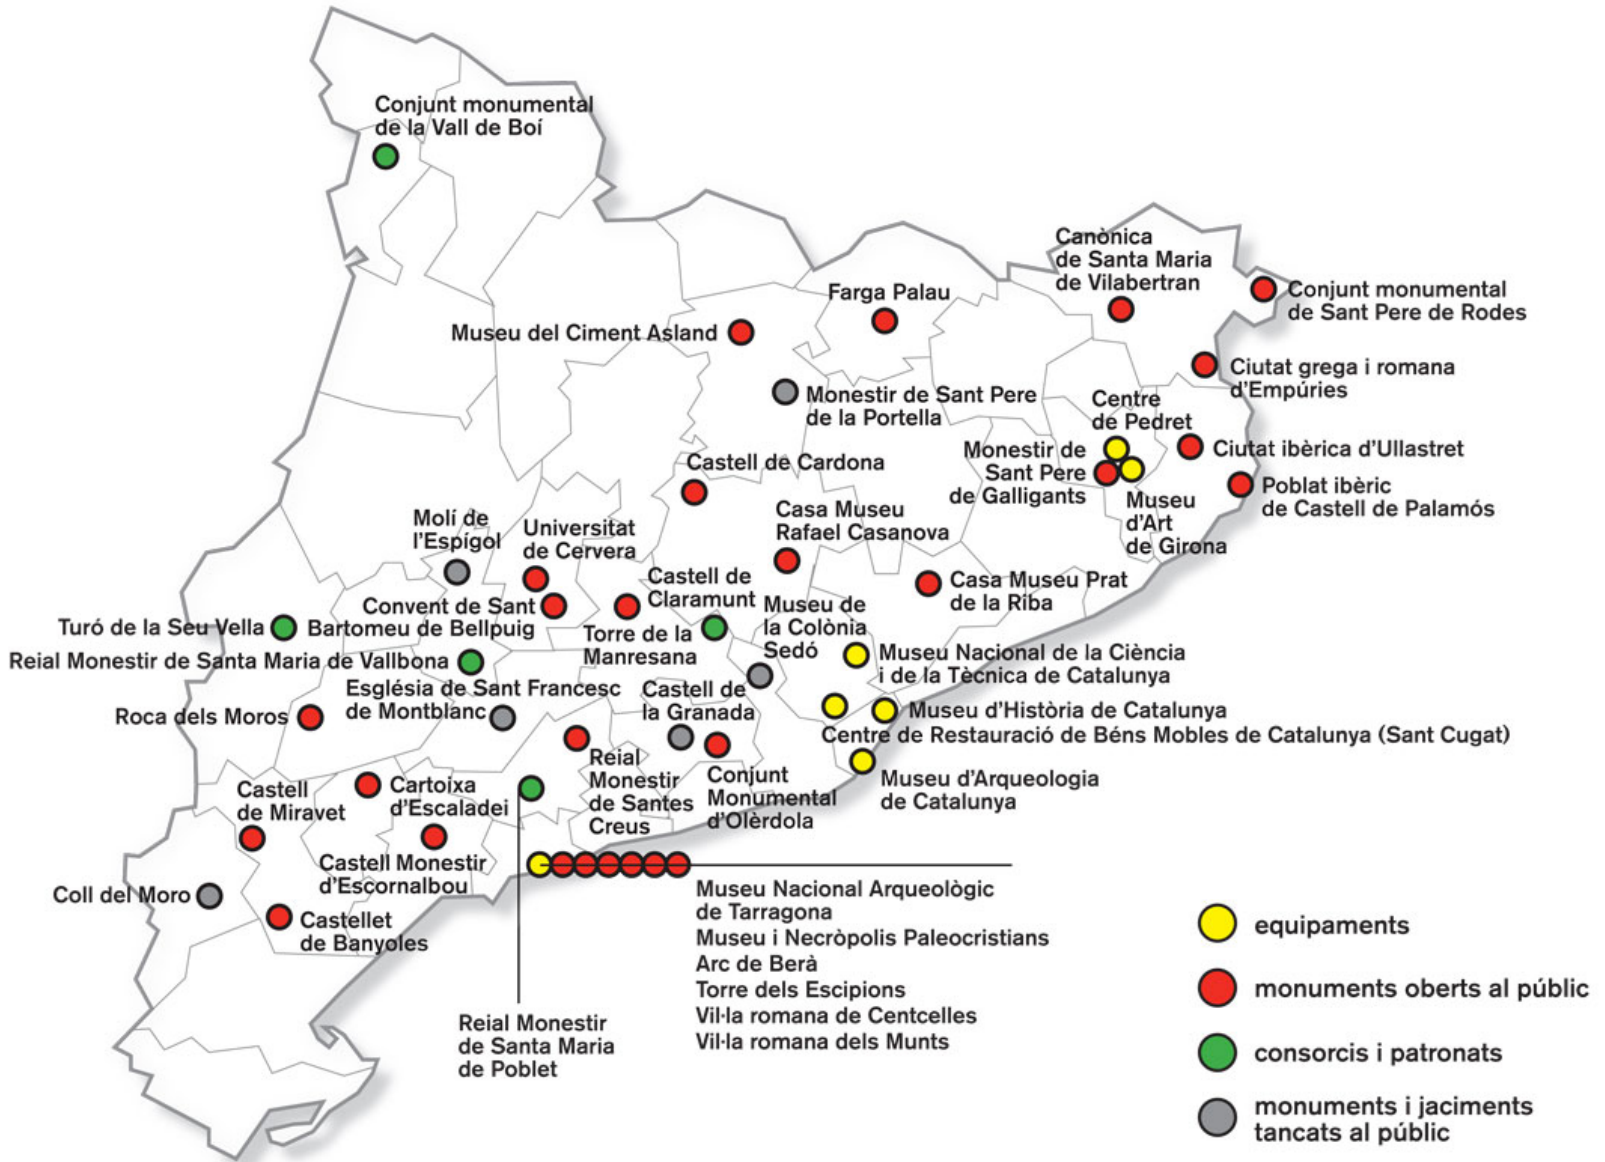 Conjunt monumental
de la Vall de Boí
Canònica
de Santa Maria
de Vilabertran
Farga Palau
Conjunt monumental
de Sant Pere de Rodes
Museu del Ciment Asland
Ciutat grega i romana
d'Empúries
Monestir de Sant Pere
de la Portella
Centre
de Pedret
Monestir de
Sant Pere
de Galligants
Ciutat ibèrica d'Ullastret
Castell de Cardona
Poblat ibèric
de Castell de Palamós
Museu
d'Art
de Girona
Casa Museu
Rafael Casanova
Molí de
l'Espígol
Universitat
de Cervera
Castell de
Claramunt
Casa Museu Prat
de la Riba
Convent de Sant
Bartomeu de Bellpuig
Museu de
la Colònia
Sedó
Turó de la Seu Vella
Torre de la
Manresana
Reial Monestir de Santa Maria de Vallbona
Museu Nacional de la Ciència
i de la Tècnica de Catalunya
Església de Sant Francesc
de Montblanc
Castell de
la Granada
Roca dels Moros
Museu d'Història de Catalunya
Centre de Restauració de Béns Mobles de Catalunya (Sant Cugat)
Reial
Monestir
de Santes
Creus
Conjunt
Monumental
d'Olèrdola
Museu d'Arqueologia
de Catalunya
Castell
de Miravet
Cartoixa
d'Escaladei
Castell Monestir
d'Escornalbou
Coll del Moro
Castellet
de Banyoles
Museu Nacional Arqueològic
de Tarragona
Museu i Necròpolis Paleocristians
Arc de Berà
Torre dels Escipions
Vil·la romana de Centcelles
Vil·la romana dels Munts
Reial Monestir
de Santa Maria
de Poblet
equipaments
monuments oberts al públic
consorcis i patronats
monuments i jaciments
tancats al públic